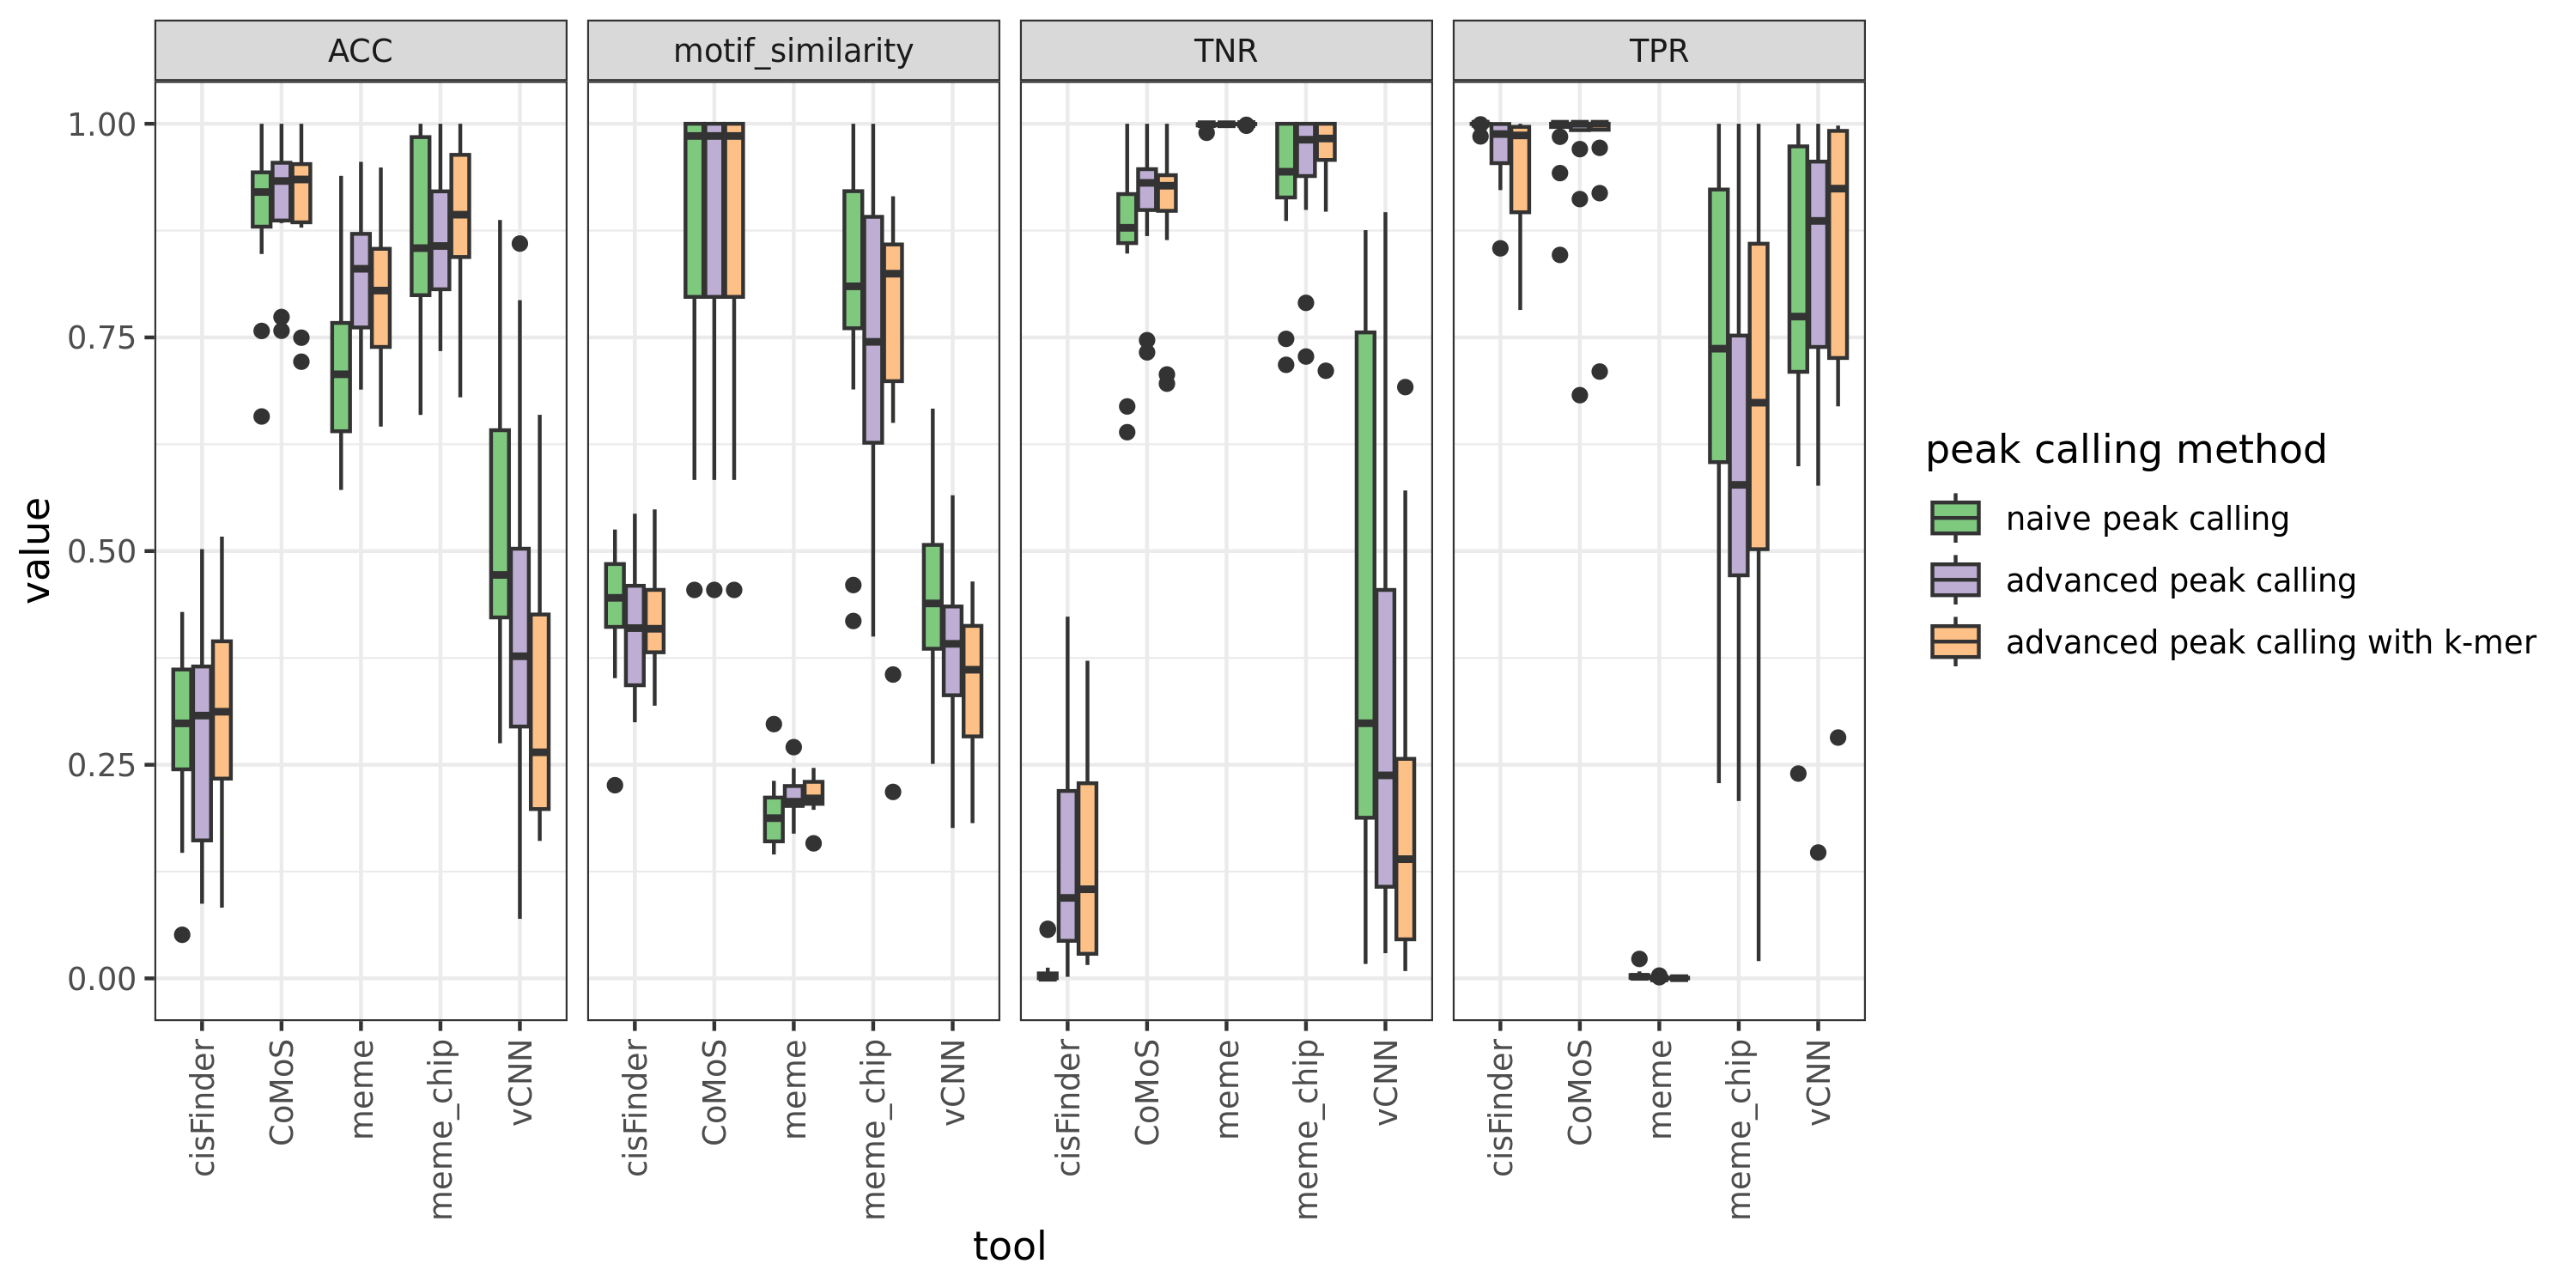 ACC
motif_similarity
TNR
TPR
value
1.00
0.75
0.50
0.25
0.00
cisFinder
CoMoS
meme
meme_chip
vCNN
cisFinder
CoMoS
meme
meme_chip
vCNN
cisFinder
CoMoS
meme
meme_chip
vCNN
cisFinder
CoMoS
meme
meme_chip
vCNN
tool
peak calling method
naive peak calling
advanced peak calling
advanced peak calling with k-mer